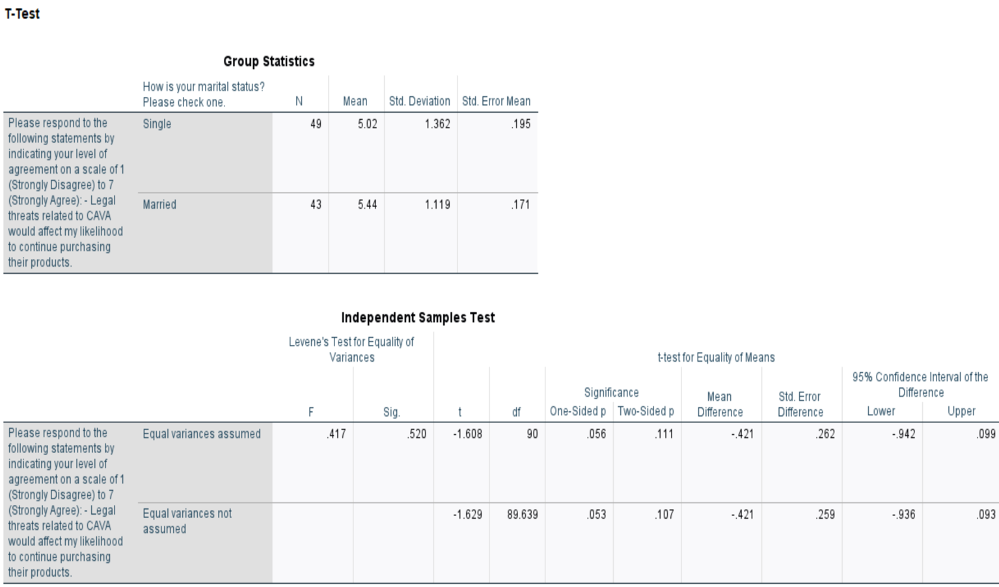 T-Test
Group Statistics
How is your marital status?
Please check one. N Mean Std. Deviation Std. Error Mean
Please respond to the
following statements by
indicating your level of
agreement on a scale of 1
(Strongly Disagree) to 7
(Strongly Agree): - Legal
threats related to CAVA
would affect my likelihood
to continue purchasing
their products.
Single 49 5.02 1.362 .195
Married 43 5.44 1.119 .171
Independent Samples Test
Levene's Test for Equality of
Variances
t-test for Equality of Means
F Sig. t df
Significance
One-Sided p Two-Sided p
Mean
Difference
Std. Error
Difference
95% Confidence Interval of the
Difference
Lower Upper
Please respond to the
following statements by
indicating your level of
agreement on a scale of 1
(Strongly Disagree) to 7
(Strongly Agree): - Legal
threats related to CAVA
would affect my likelihood
to continue purchasing
their products.
Equal variances assumed .417 .520 -1.608 90 .056 .111 -.421 .262 -.942 .099
Equal variances not
assumed
-1.629 89.639 .053 .107 -.421 .259 -.936 .093